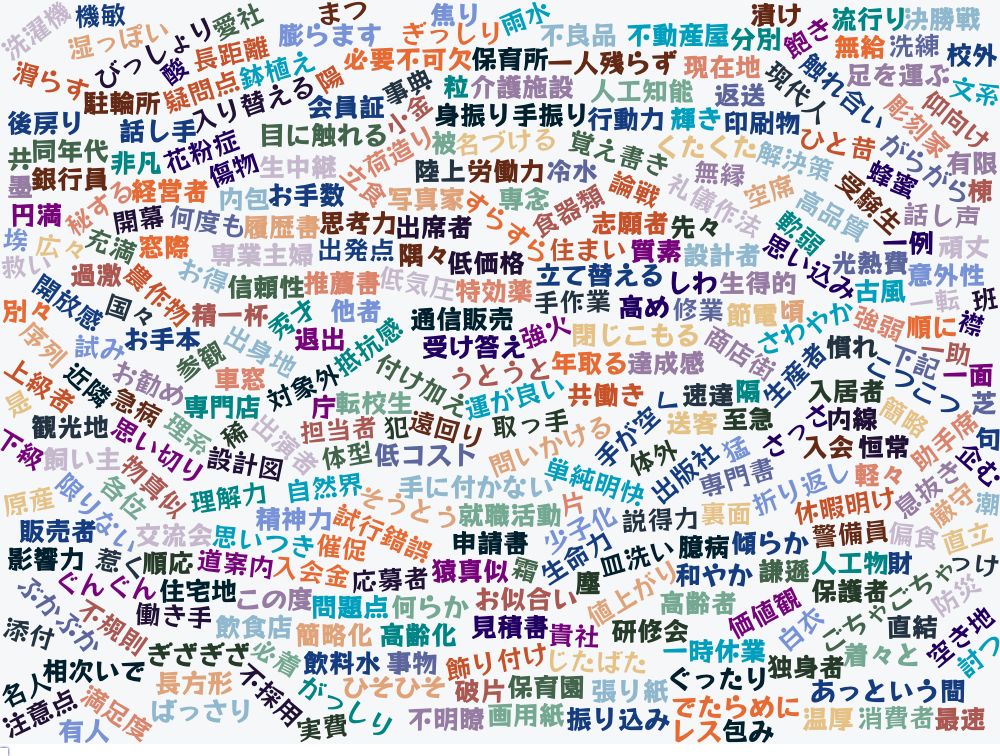 洗濯機
機敏
湿っぽい
びっしょり
愛社
まつ
焦り
ぎっしり
雨水
膨らます
不良品
不動産屋
分別
漬け
飽き
流行り
決勝戦
無給
洗練
校外
滑らす
酸
長距離
鉢植え
陽
必要不可欠
保育所
一人残らず
現在地
現代人
触れ合い
足を運ぶ
文系
駐輪所
疑問点
入り替える
会員証
事典
粒
介護施設
人工知能
返送
彫刻家
仰向け
後戻り
話し手
目に触れる
小金
身振り手振り
行動力
輝き
印刷物
ひと昔
がらがら
有限
共
同年代
非凡
花粉症
傷物
生中継
お荷造り
被
名づける
覚え書き
くたくた
解決策
墨
銀行員
秘する
経営者
内包
お手数
辻食
写真家
陸上
労働力
冷水
専念
論戦
無縁
礼儀作法
空席
高品質
受験生
蜂蜜
棟
円満
開幕
何度も
履歴書
思考力
出席者
すらすら
食器類
志願者
先々
軟弱
話し声
埃
広々
充満
窓際
専業主婦
出発点
隅々
低価格
住まい
質素
設計者
思い込み
一例
頑丈
救い
過激
農作物
お得
信頼性
推薦書
低気圧
特効薬
立て替える
しわ
生得的
光熱費
古風
意外性
開放感
国々
精一杯
秀才
他者
通信販売
手作業
高め
修業
節電
頃
さわやか
強弱
一転
班
別々
序列
試み
お手本
参観
出身地
退出
抵抗感
受け答え
強火
閉じこもる
商店街
慣れ
順に
襟
上級者
近隣
お勧め
車窓
対象外
付け加え
うとうと
年取る
達成感
生産者
下記
一助
一面
是
急病
専門店
庁
転校生
運が良い
共働き
手が空く
速達
隔
入居者
こつこつ
芝
観光地
思い切り
理系
稀
出演者
担当者
犯
遠回り
取っ手
送客
至急
さっさ
内線
簡略
助手席
句
下級
飼い主
物真似
設計図
体型
低コスト
問いかける
体外
出版社
猛
入会
恒常
企む
原産
限りない
各位
理解力
自然界
手に付かない
単純明快
専門書
折り返し
軽々
息抜き
厳守
潮
販売者
交流会
思いつき
精神力
そっとう
試行錯誤
就職活動
片
少子化
説得力
裏面
休暇明け
警備員
偏食
直立
影響力
惹く
順応
道案内
催促
入会金
応募者
申請書
猿真似
霜
生命力
皿洗い
臆病
傾らか
和やか
謙遜
人工物
財
ごちゃごちゃ
つけ
ぶかぶか
ぐんぐん
住宅地
この度
問題点
何らか
お似合い
塵
値上がり
高齢者
価値観
保護者
防災
添付
不規則
働き手
飲食店
簡略化
高齢化
見積書
貴社
研修会
白衣
直結
空き地
名人
相次いで
ぎざぎざ
必着
飲料水
事物
飾り付け
じたばた
一時休業
独身者
着々と
討つ
注意点
満足度
長方形
ばっさり
不採用
がっしり
ひそひそ
破片
保育園
張り紙
ぐったり
あっという間
有人
実費
不明瞭
画用紙
振り込み
でたらめに
レス
包み
温厚
消費者
最速